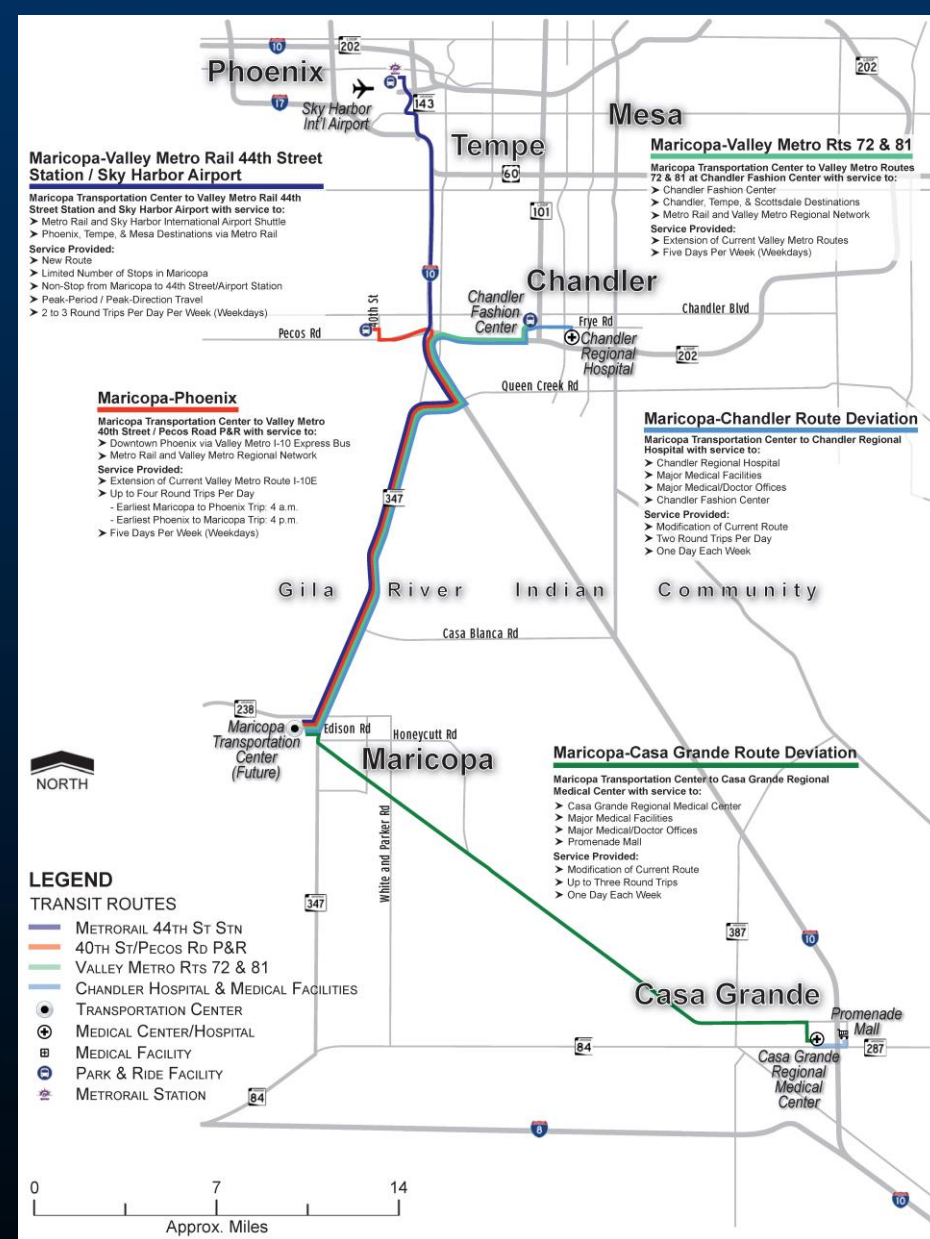 10
202
Phoenix
202
17
143
Sky Harbor
Int'l Airport
Mesa
Tempe
60
101
Maricopa-Valley Metro Rail 44th Street
Station / Sky Harbor Airport
Maricopa Transportation Center to Valley Metro Rail 44th
Street Station and Sky Harbor Airport with service to:
➤ Metro Rail and Sky Harbor International Airport Shuttle
➤ Phoenix, Tempe, & Mesa Destinations via Metro Rail
Service Provided:
➤ New Route
➤ Limited Number of Stops in Maricopa
➤ Non-Stop from Maricopa to 44th Street/Airport Station
➤ Peak-Period / Peak-Direction Travel
➤ 2 to 3 Round Trips Per Day Per Week (Weekdays)
Maricopa-Valley Metro Rts 72 & 81
Maricopa Transportation Center to Valley Metro Routes
72 & 81 at Chandler Fashion Center with service to:
➤ Chandler Fashion Center
➤ Chandler, Tempe, & Scottsdale Destinations
➤ Metro Rail and Valley Metro Regional Network
Service Provided:
➤ Extension of Current Valley Metro Routes
➤ Five Days Per Week (Weekdays)
10
Chandler
Chandler
Fashion
Center
40th St
Chandler Blvd
Frye Rd
Pecos Rd
Chandler
Regional
Hospital
202
Queen Creek Rd
Maricopa-Phoenix
Maricopa Transportation Center to Valley Metro
40th Street / Pecos Road P&R with service to:
➤ Downtown Phoenix via Valley Metro I-10 Express Bus
➤ Metro Rail and Valley Metro Regional Network
Service Provided:
➤ Extension of Current Valley Metro Route I-10E
➤ Up to Four Round Trips Per Day
- Earliest Maricopa to Phoenix Trip: 4 a.m.
- Earliest Phoenix to Maricopa Trip: 4 p.m.
➤ Five Days Per Week (Weekdays)
Maricopa-Chandler Route Deviation
Maricopa Transportation Center to Chandler Regional
Hospital with service to:
➤ Chandler Regional Hospital
➤ Major Medical Facilities
➤ Major Medical/Doctor Offices
➤ Chandler Fashion Center
Service Provided:
➤ Modification of Current Route
➤ Two Round Trips Per Day
➤ One Day Each Week
347
Gila River Indian Community
Casa Blanca Rd
238
Maricopa
Transportation
Center
(Future)
Edison Rd
Honeycutt Rd
Maricopa
White and Parker Rd
NORTH
Maricopa-Casa Grande Route Deviation
Maricopa Transportation Center to Casa Grande Regional
Medical Center with service to:
➤ Casa Grande Regional Medical Center
➤ Major Medical Facilities
➤ Major Medical/Doctor Offices
➤ Promenade Mall
Service Provided:
➤ Modification of Current Route
➤ Up to Three Round Trips
➤ One Day Each Week
347
387
10
Casa Grande
Promenade
Mall
84
287
Casa Grande
Regional
Medical
Center
84
8
10
LEGEND
TRANSIT ROUTES
METRORAIL 44TH ST STN
40TH ST/PECOS RD P&R
VALLEY METRO RTS 72 & 81
CHANDLER HOSPITAL & MEDICAL FACILITIES
TRANSPORTATION CENTER
MEDICAL CENTER/HOSPITAL
MEDICAL FACILITY
PARK & RIDE FACILITY
METRORAIL STATION
0 7 14
Approx. Miles